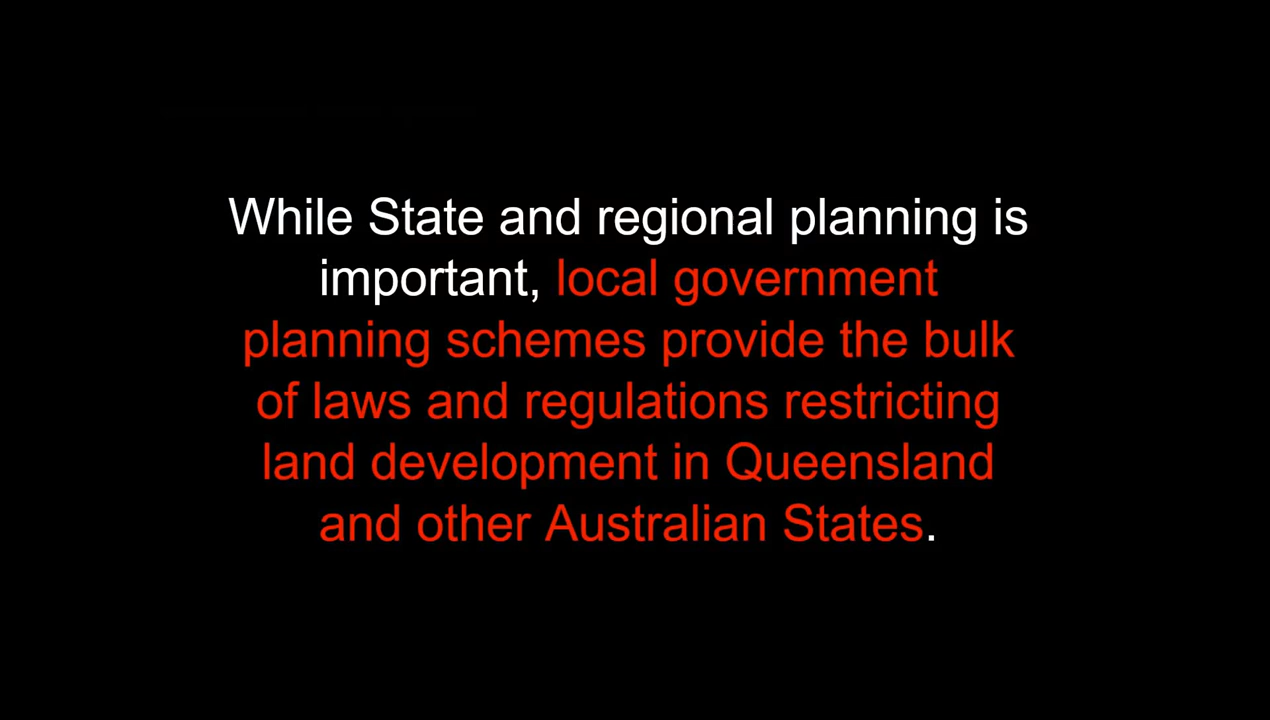 While State and regional planning is
important, local government
planning schemes provide the bulk
of laws and regulations restricting
land development in Queensland
and other Australian States.